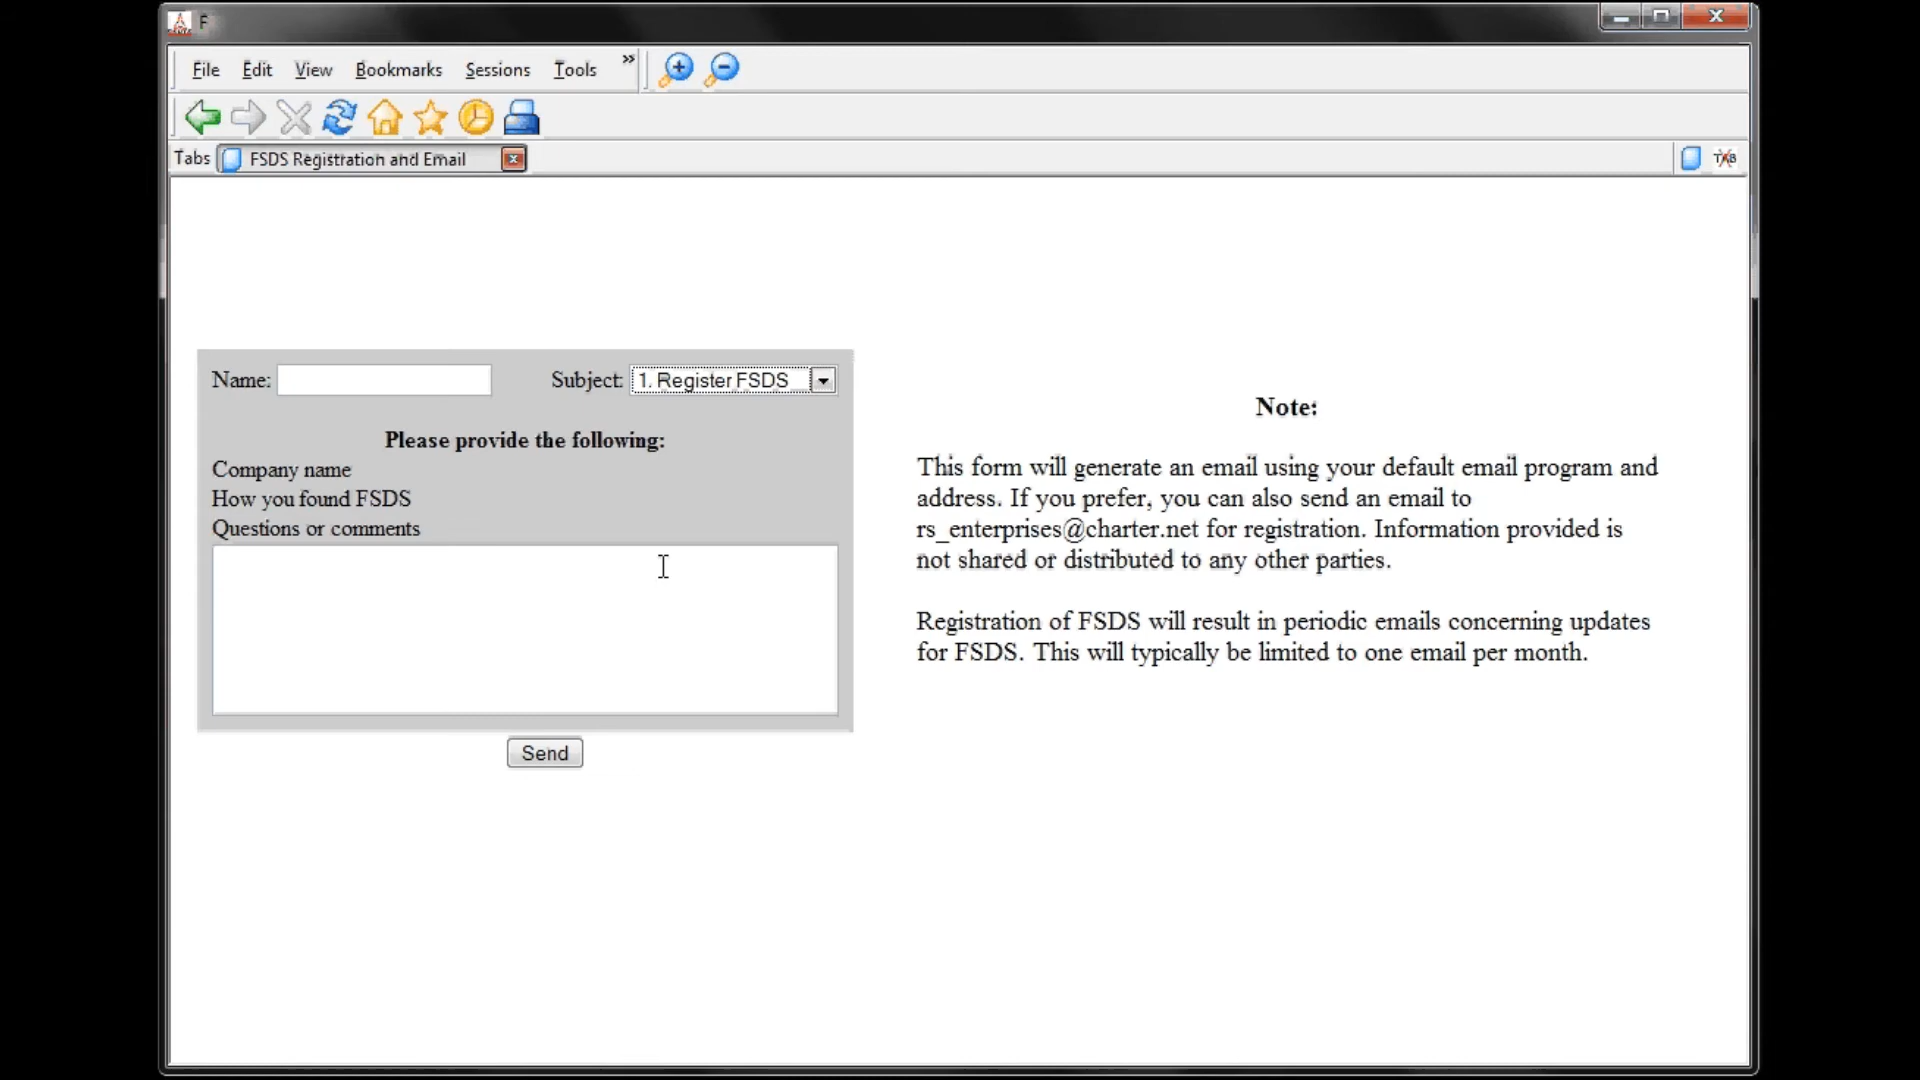 F
File Edit View Bookmarks Sessions Tools »
Tabs FSDS Registration and Email TAB
Name: Subject: 1. Register FSDS
Please provide the following:
Company name
How you found FSDS
Questions or comments
Send
Note:
This form will generate an email using your default email program and
address. If you prefer, you can also send an email to
rs_enterprises@charter.net for registration. Information provided is
not shared or distributed to any other parties.
Registration of FSDS will result in periodic emails concerning updates
for FSDS. This will typically be limited to one email per month.